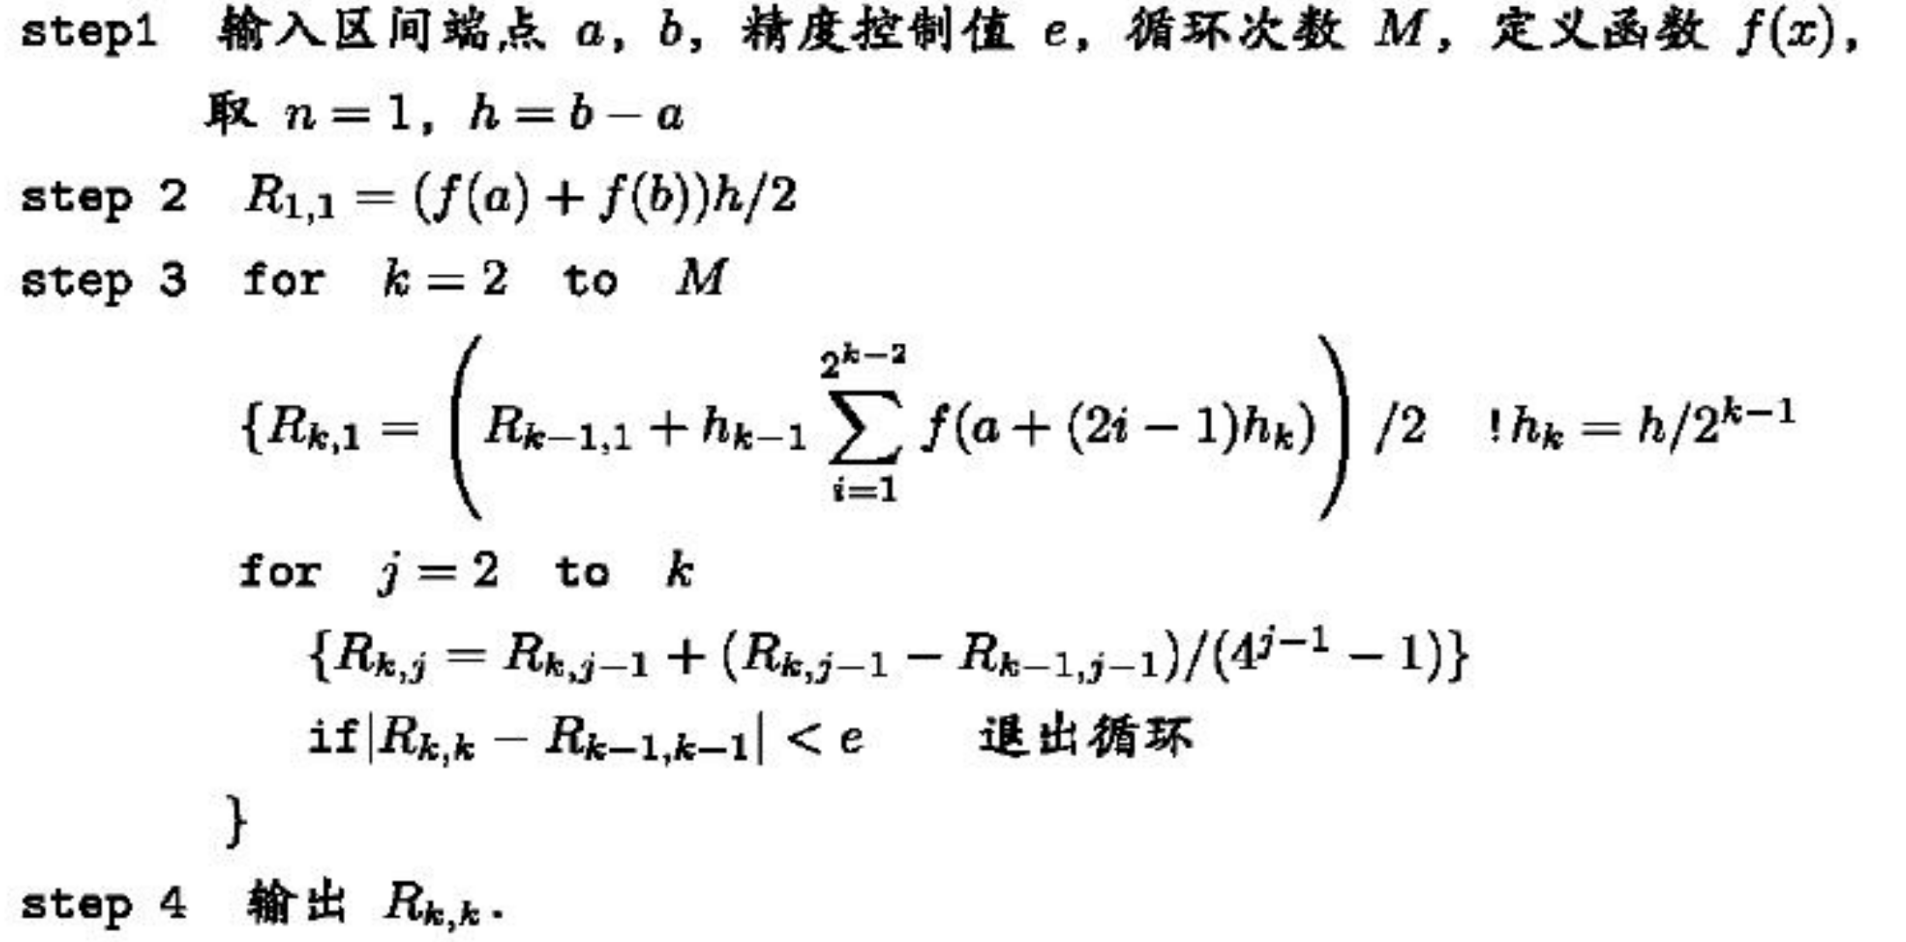 step1 输入区间端点 a, b, 精度控制值 e, 循环次数 M, 定义函数 f(x),
取 n = 1, h = b − a
step 2 R_{1,1} = (f(a) + f(b))h/2
step 3 for k = 2 to M
{R_{k,1} = (R_{k−1,1} + h_{k−1} ∑_{i=1}^{2^{k−2}} f(a + (2i − 1)h_k)) /2 !h_k = h/2^{k−1}
for j = 2 to k
{R_{k,j} = R_{k,j−1} + (R_{k,j−1} − R_{k−1,j−1})/(4^{j−1} − 1)}
if|R_{k,k} − R_{k−1,k−1}| < e 退出循环
}
step 4 输出 R_{k,k}.